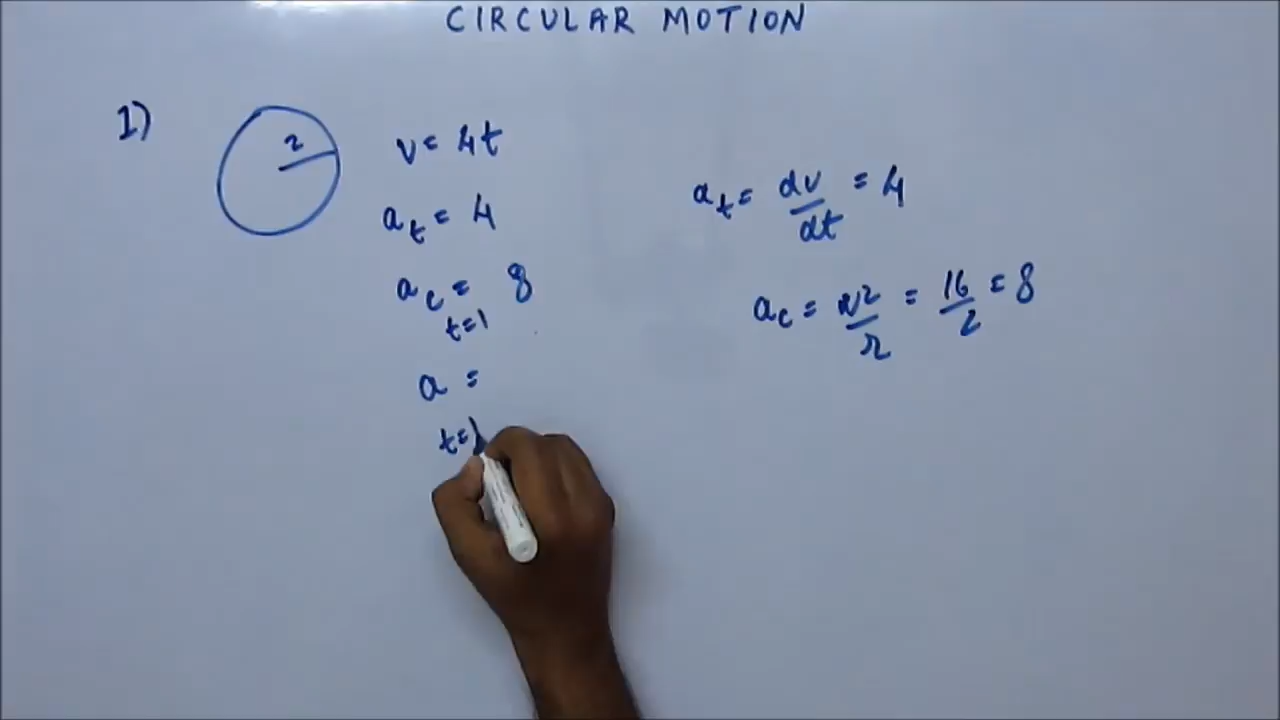 CIRCULAR MOTION
1)
2
v = 4t
a_t = 4
a_c = 8
t=1
a =
t=1
a_t = dv/dt = 4
a_c = v²/r = 16/2 = 8